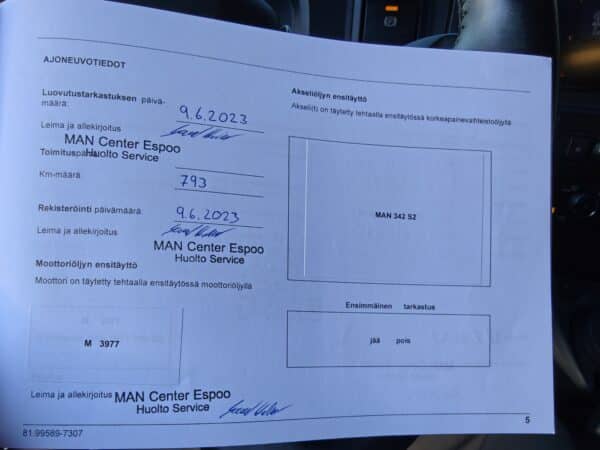 AJONEUVOTIEDOT
Luovutustarkastuksen päivä-
määrä: 9.6.2023
Leima ja allekirjoitus
MAN Center Espoo
Huolto Service
Toimituspäivä
Km-määrä: 793
Rekisteröinti päivämäärä: 9.6.2023
Leima ja allekirjoitus
MAN Center Espoo
Huolto Service
Moottoriöljyn ensitäyttö
Moottori on täytetty tehtaalla ensitäytössä moottoriöljyllä
M 3977
Leima ja allekirjoitus MAN Center Espoo
Huolto Service
81.99589-7307
Akseliöljyn ensitäyttö
Akseli(t) on täytetty tehtaalla ensitäytössä korkeapainevaihteistoöljyllä
MAN 342 S2
Ensimmäinen tarkastus
jää pois
5